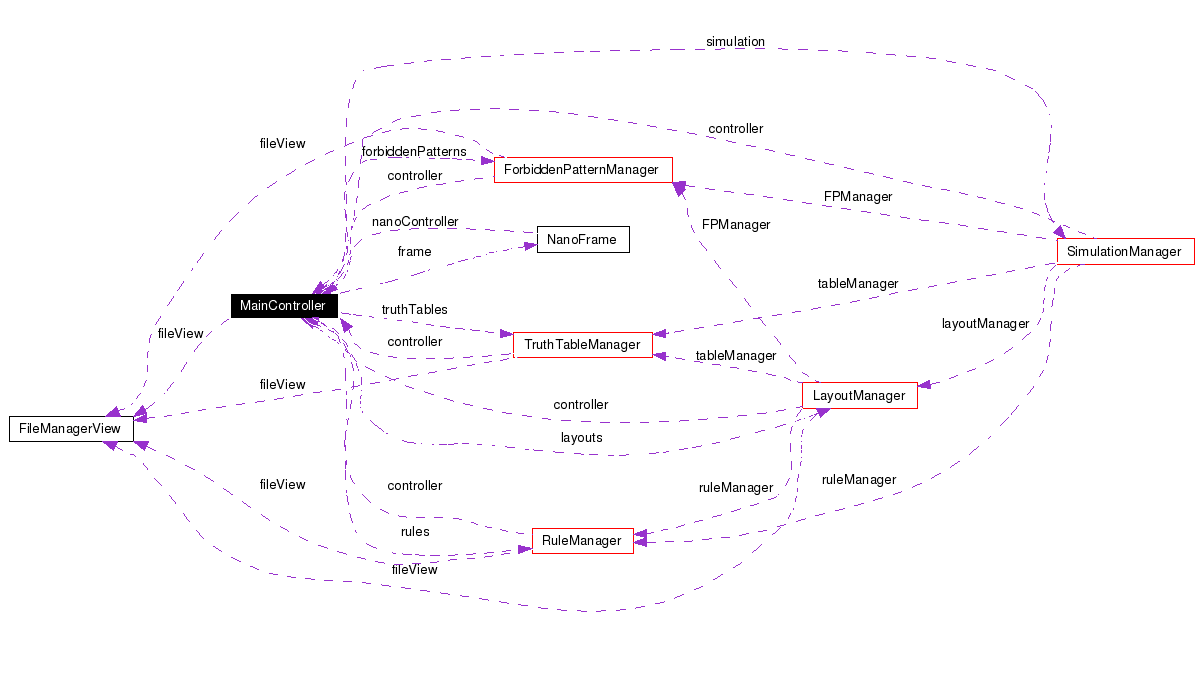 simulation
controller
fileView
forbiddenPatterns
ForbiddenPatternManager
controller
FPManager
nanoController
FPManager
NanoFrame
frame
SimulationManager
tableManager
MainController
truthTables
layoutManager
fileView
controller
TruthTableManager
tableManager
fileView
LayoutManager
controller
FileManagerView
layouts
ruleManager
fileView
controller
ruleManager
rules
RuleManager
fileView